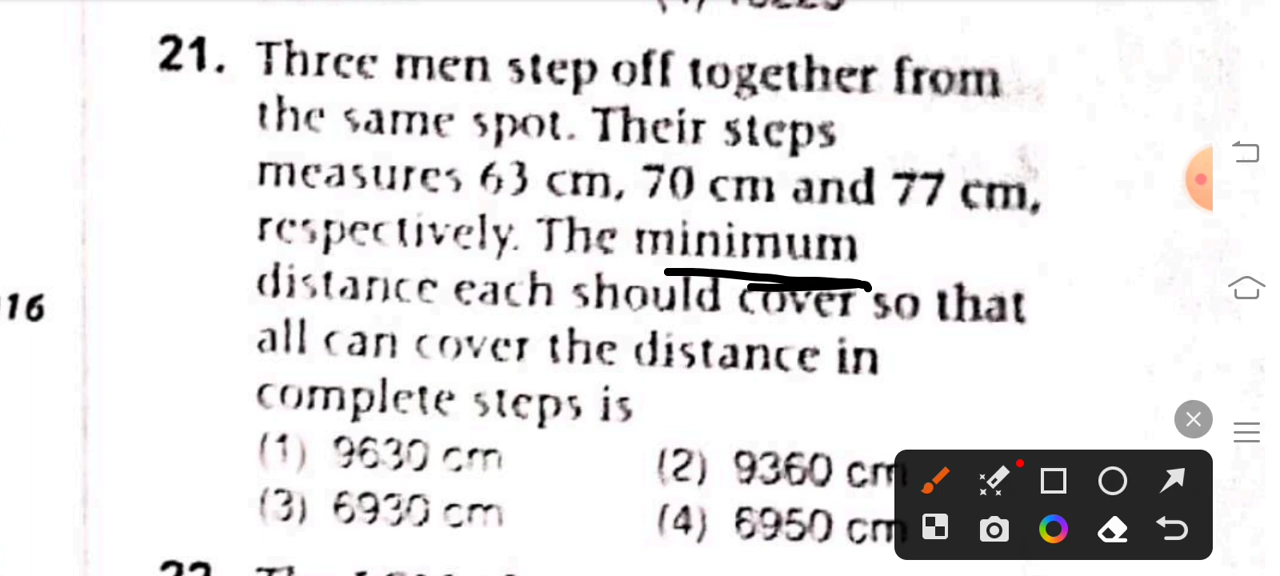 21. Three men step off together from
the same spot. Their steps
measures 63 cm, 70 cm and 77 cm,
respectively. The minimum
distance each should cover so that
16
all can cover the distance in
complete steps is
(1) 9630 cm (2) 9360 cm
(3) 6930 cm (4) 6950 cm